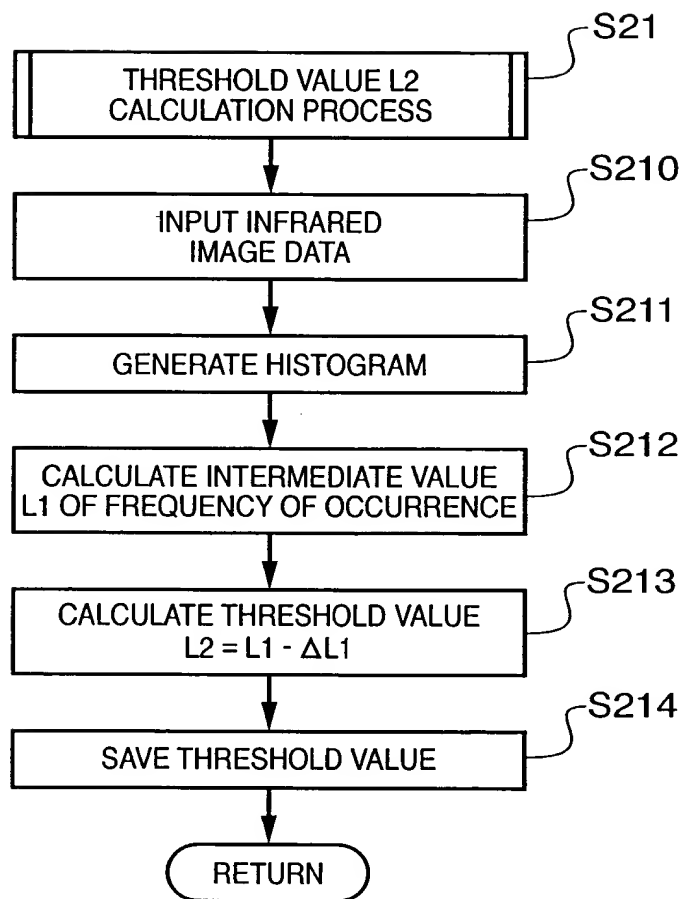 S21
THRESHOLD VALUE L2
CALCULATION PROCESS
S210
INPUT INFRARED
IMAGE DATA
S211
GENERATE HISTOGRAM
S212
CALCULATE INTERMEDIATE VALUE
L1 OF FREQUENCY OF OCCURRENCE
S213
CALCULATE THRESHOLD VALUE
L2 = L1 - ΔL1
S214
SAVE THRESHOLD VALUE
RETURN